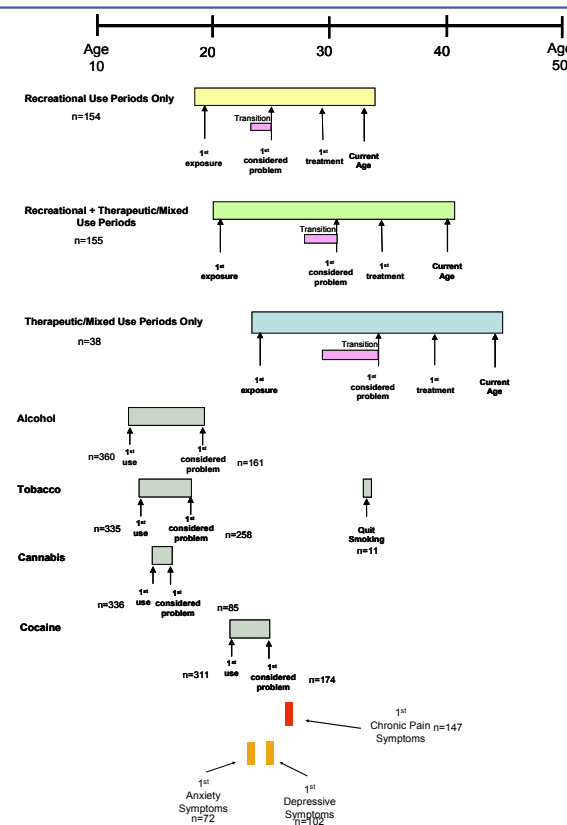 Age 10
20
30
40
Age 50
Recreational Use Periods Only
n=154
Transition
1st exposure
1st considered problem
1st treatment
Current Age
Recreational + Therapeutic/Mixed
Use Periods
n=155
Transition
1st exposure
1st considered problem
1st treatment
Current Age
Therapeutic/Mixed Use Periods Only
n=38
Transition
1st exposure
1st considered problem
1st treatment
Current Age
Alcohol
n=360
1st use
1st considered problem
n=161
Tobacco
n=335
1st use
1st considered problem
n=258
Quit Smoking
n=11
Cannabis
n=336
1st use
1st considered problem
n=85
Cocaine
n=311
1st use
1st considered problem
n=174
1st
Chronic Pain
Symptoms
n=147
1st
Anxiety
Symptoms
n=72
1st
Depressive
Symptoms
n=102